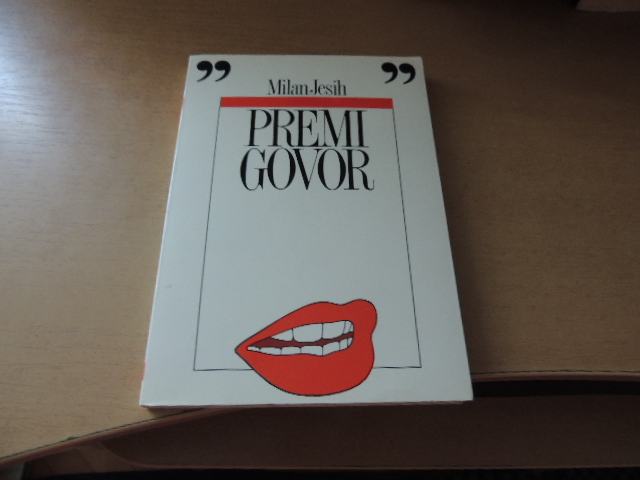 ” ”
Milan Jesih
PREMI
GOVOR